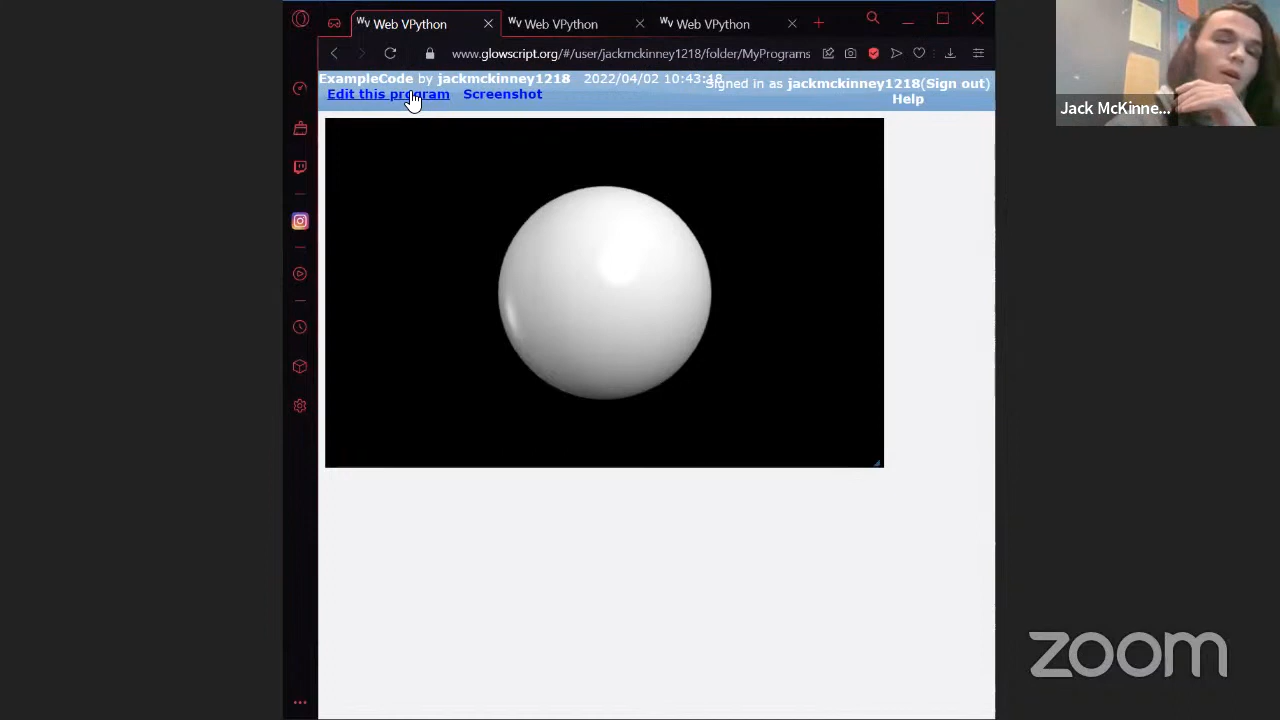 Web VPython
Web VPython
Web VPython
www.glowscript.org/#/user/jackmckinney1218/folder/MyPrograms
ExampleCode by jackmckinney1218 2022/04/02 10:43:18
Signed in as jackmckinney1218(Sign out)
Edit this program Screenshot
Help
Jack McKinne...
zoom